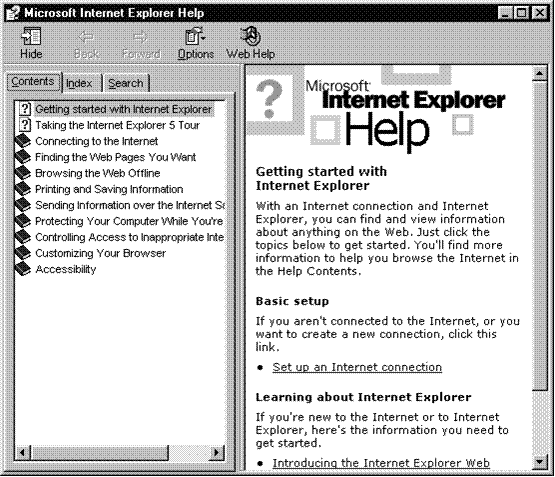 Microsoft Internet Explorer Help
Hide Back Forward Options Web Help
Contents Index Search
Getting started with Internet Explorer
Taking the Internet Explorer 5 Tour
Connecting to the Internet
Finding the Web Pages You Want
Browsing the Web Offline
Printing and Saving Information
Sending Information over the Internet
Protecting Your Computer While You're
Controlling Access to Inappropriate Inte
Customizing Your Browser
Accessibility
Microsoft
Internet Explorer
Help
Getting started with
Internet Explorer
With an Internet connection and Internet
Explorer, you can find and view information
about anything on the Web. Just click the
topics below to get started. You'll find more
information to help you browse the Internet in
the Help Contents.
Basic setup
If you aren't connected to the Internet, or you
want to create a new connection, click this
link.
• Set up an Internet connection
Learning about Internet Explorer
If you're new to the Internet or to Internet
Explorer, here's the information you need to
get started.
• Introducing the Internet Explorer Web